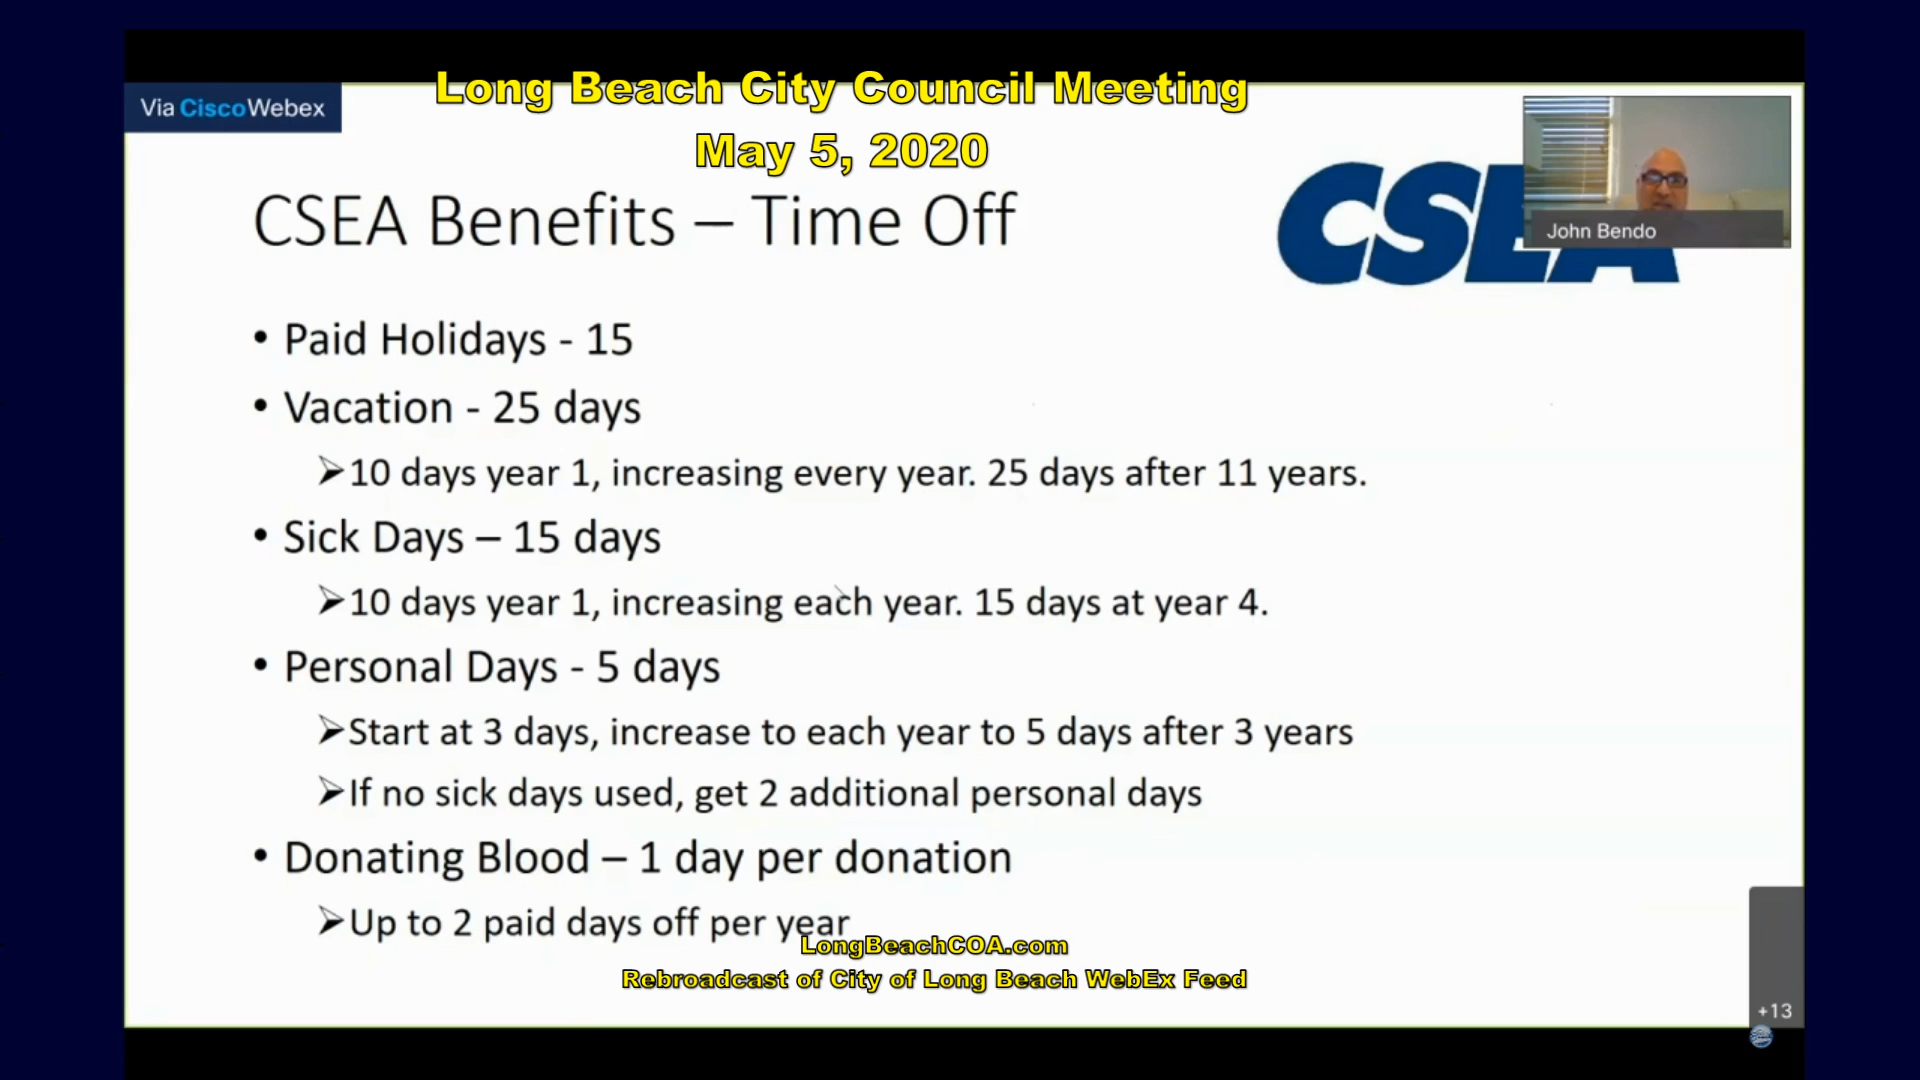 Long Beach City Council Meeting
May 5, 2020
Via CiscoWebex
John Bendo
CSEA
CSEA Benefits – Time Off
• Paid Holidays - 15
• Vacation - 25 days
➢10 days year 1, increasing every year. 25 days after 11 years.
• Sick Days – 15 days
➢10 days year 1, increasing each year. 15 days at year 4.
• Personal Days - 5 days
➢Start at 3 days, increase to each year to 5 days after 3 years
➢If no sick days used, get 2 additional personal days
• Donating Blood – 1 day per donation
➢Up to 2 paid days off per year
LongBeachCOA.com
Rebroadcast of City of Long Beach WebEx Feed
+13